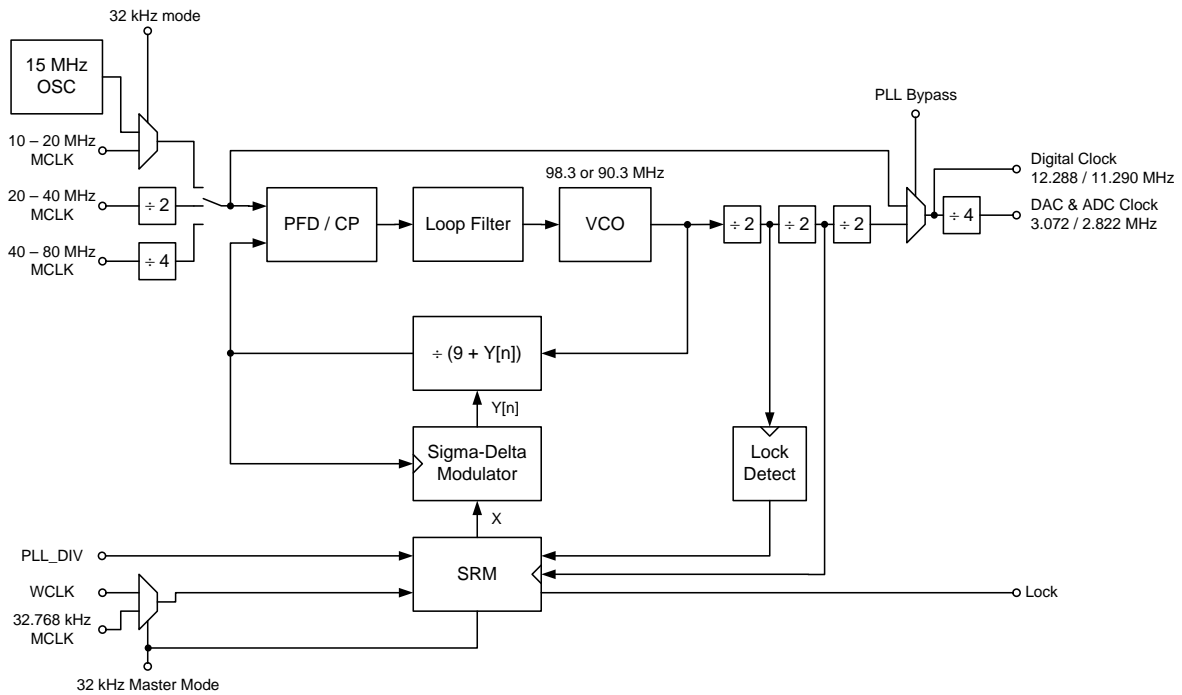 32 kHz mode
15 MHz
OSC
PLL Bypass
10 – 20 MHz
MCLK
98.3 or 90.3 MHz
Digital Clock
12.288 / 11.290 MHz
20 – 40 MHz
MCLK
÷ 2
PFD / CP
Loop Filter
VCO
÷ 2
÷ 2
÷ 2
÷ 4
DAC & ADC Clock
3.072 / 2.822 MHz
40 – 80 MHz
MCLK
÷ 4
÷ (9 + Y[n])
Y[n]
Sigma-Delta
Modulator
Lock
Detect
X
PLL_DIV
SRM
WCLK
Lock
32.768 kHz
MCLK
32 kHz Master Mode